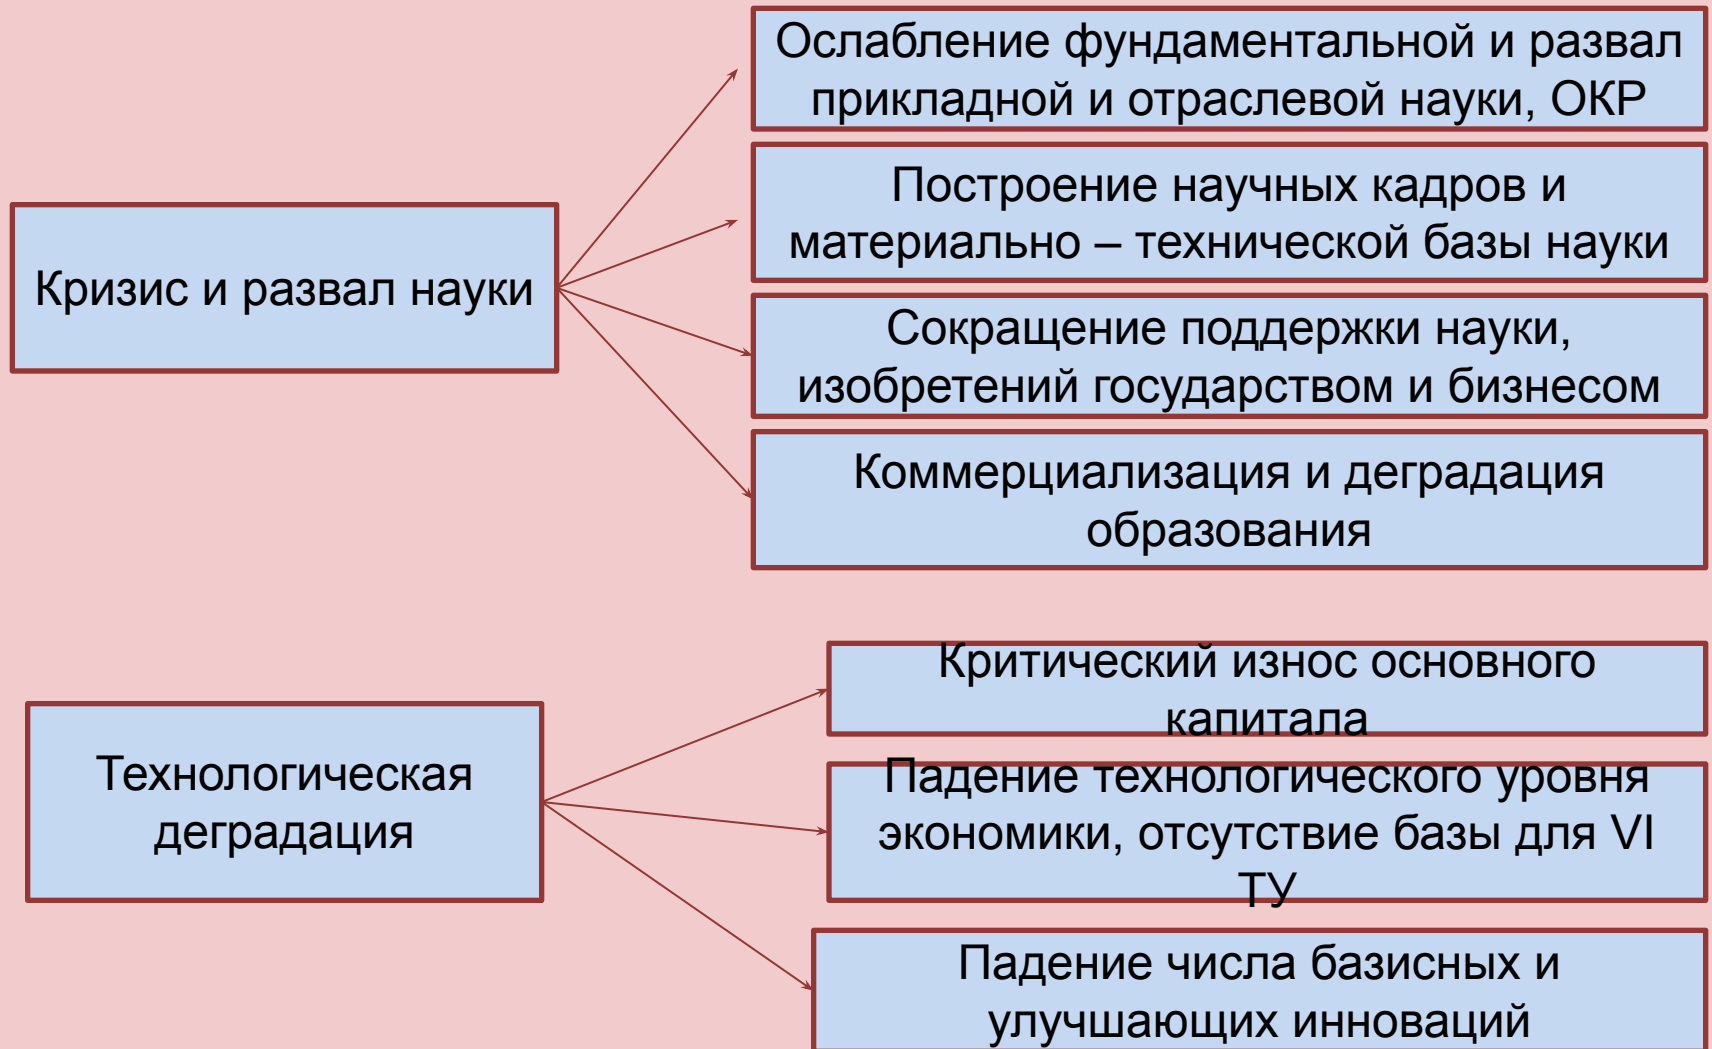 Ослабление фундаментальной и развал
прикладной и отраслевой науки, ОКР
Построение научных кадров и
материально – технической базы науки
Кризис и развал науки
Сокращение поддержки науки,
изобретений государством и бизнесом
Коммерциализация и деградация
образования
Критический износ основного
капитала
Технологическая
деградация
Падение технологического уровня
экономики, отсутствие базы для VI
ТУ
Падение числа базисных и
улучшающих инноваций